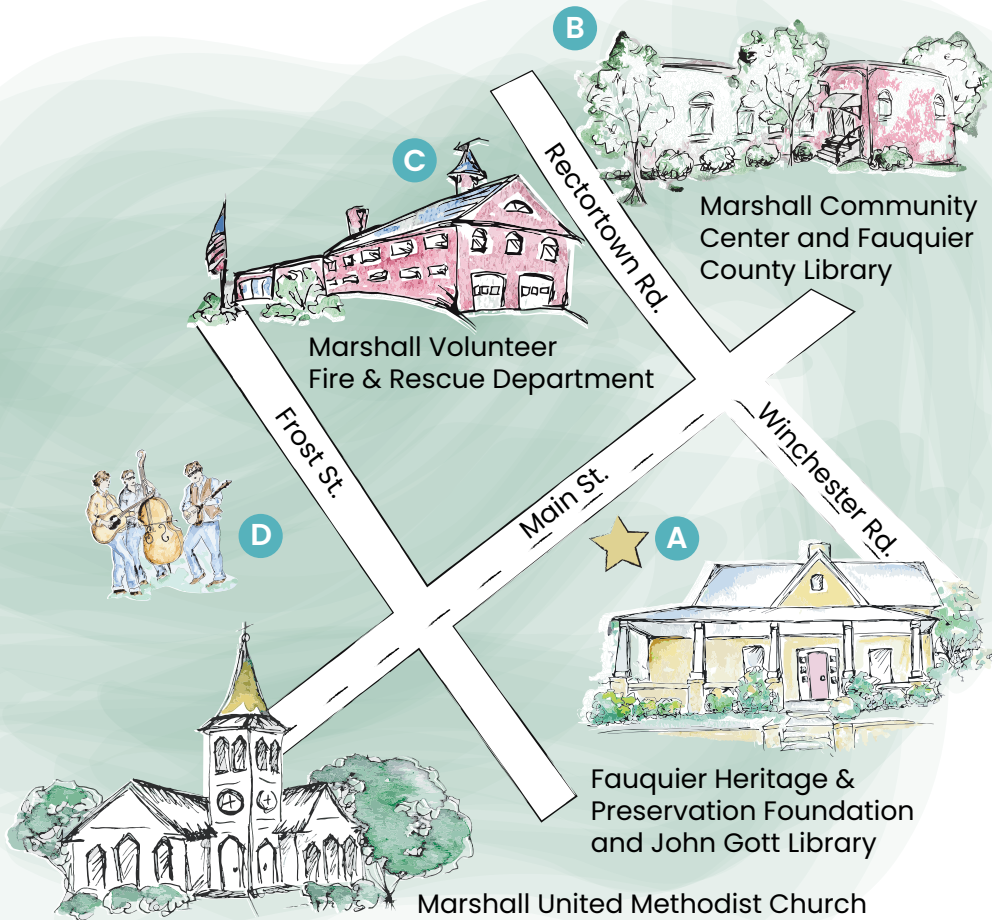 B
Rectortown Rd.
Marshall Community
Center and Fauquier
County Library
C
Marshall Volunteer
Fire & Rescue Department
Frost St.
Main St.
Winchester Rd.
D
A
Fauquier Heritage &
Preservation Foundation
and John Gott Library
Marshall United Methodist Church